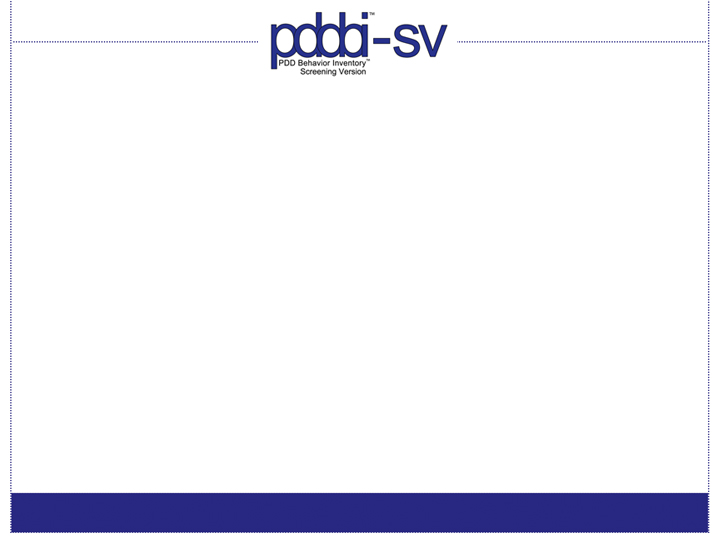 pddbi™-sv
PDD Behavior Inventory™
Screening Version